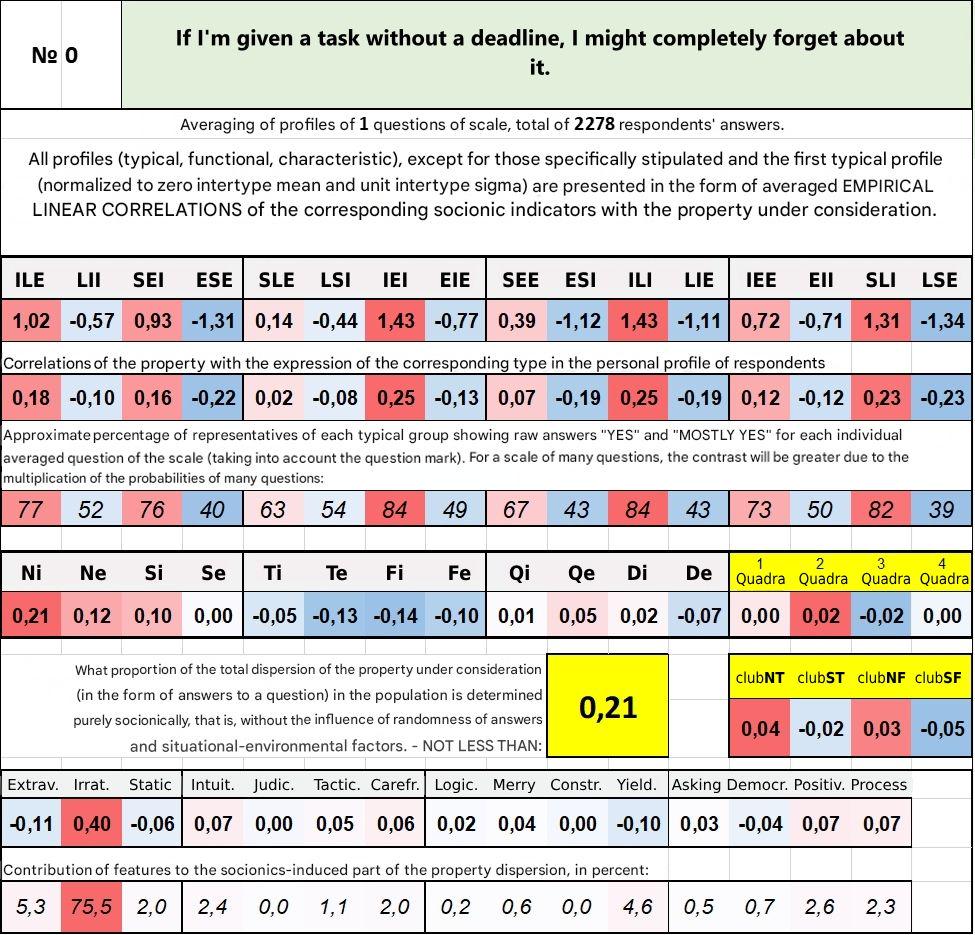 № 0
If I'm given a task without a deadline, I might completely forget about
it.
Averaging of profiles of 1 questions of scale, total of 2278 respondents' answers.
All profiles (typical, functional, characteristic), except for those specifically stipulated and the first typical profile
(normalized to zero intertype mean and unit intertype sigma) are presented in the form of averaged EMPIRICAL
LINEAR CORRELATIONS of the corresponding socionic indicators with the property under consideration.
ILE LII SEI ESE SLE LSI IEI EIE SEE ESI ILI LIE IEE EII SLI LSE
1,02 -0,57 0,93 -1,31 0,14 -0,44 1,43 -0,77 0,39 -1,12 1,43 -1,11 0,72 -0,71 1,31 -1,34
Correlations of the property with the expression of the corresponding type in the personal profile of respondents
0,18 -0,10 0,16 -0,22 0,02 -0,08 0,25 -0,13 0,07 -0,19 0,25 -0,19 0,12 -0,12 0,23 -0,23
Approximate percentage of representatives of each typical group showing raw answers "YES" and "MOSTLY YES" for each individual
averaged question of the scale (taking into account the question mark). For a scale of many questions, the contrast will be greater due to the
multiplication of the probabilities of many questions:
77 52 76 40 63 54 84 49 67 43 84 43 73 50 82 39
Ni Ne Si Se Ti Te Fi Fe Qi Qe Di De 1 Quadra 2 Quadra 3 Quadra 4 Quadra
0,21 0,12 0,10 0,00 -0,05 -0,13 -0,14 -0,10 0,01 0,05 0,02 -0,07 0,00 0,02 -0,02 0,00
What proportion of the total dispersion of the property under consideration
(in the form of answers to a question) in the population is determined
purely socionically, that is, without the influence of randomness of answers
and situational-environmental factors. - NOT LESS THAN:
0,21
clubNT clubST clubNF clubSF
0,04 -0,02 0,03 -0,05
Extrav. Irrat. Static Intuit. Judic. Tactic. Carefr. Logic. Merry Constr. Yield. Asking Democr. Positiv. Process
-0,11 0,40 -0,06 0,07 0,00 0,05 0,06 0,02 0,04 0,00 -0,10 0,03 -0,04 0,07 0,07
Contribution of features to the socionics-induced part of the property dispersion, in percent:
5,3 75,5 2,0 2,4 0,0 1,1 2,0 0,2 0,6 0,0 4,6 0,5 0,7 2,6 2,3